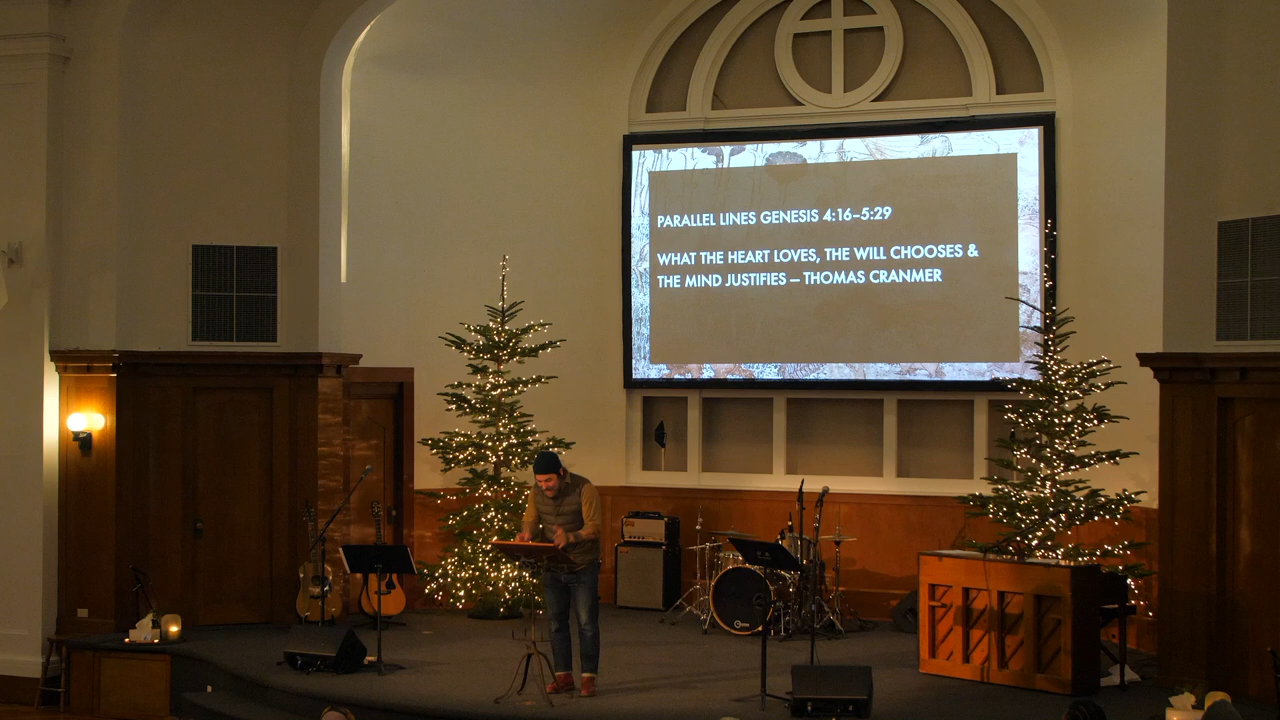 PARALLEL LINES GENESIS 4:16–5:29
WHAT THE HEART LOVES, THE WILL CHOOSES &
THE MIND JUSTIFIES – THOMAS CRANMER